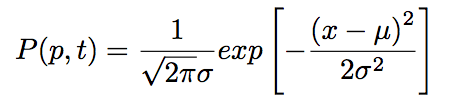 P(p, t) = \frac{1}{\sqrt{2\pi}\sigma} exp \left[ -\frac{(x - \mu)^2}{2\sigma^2} \right]